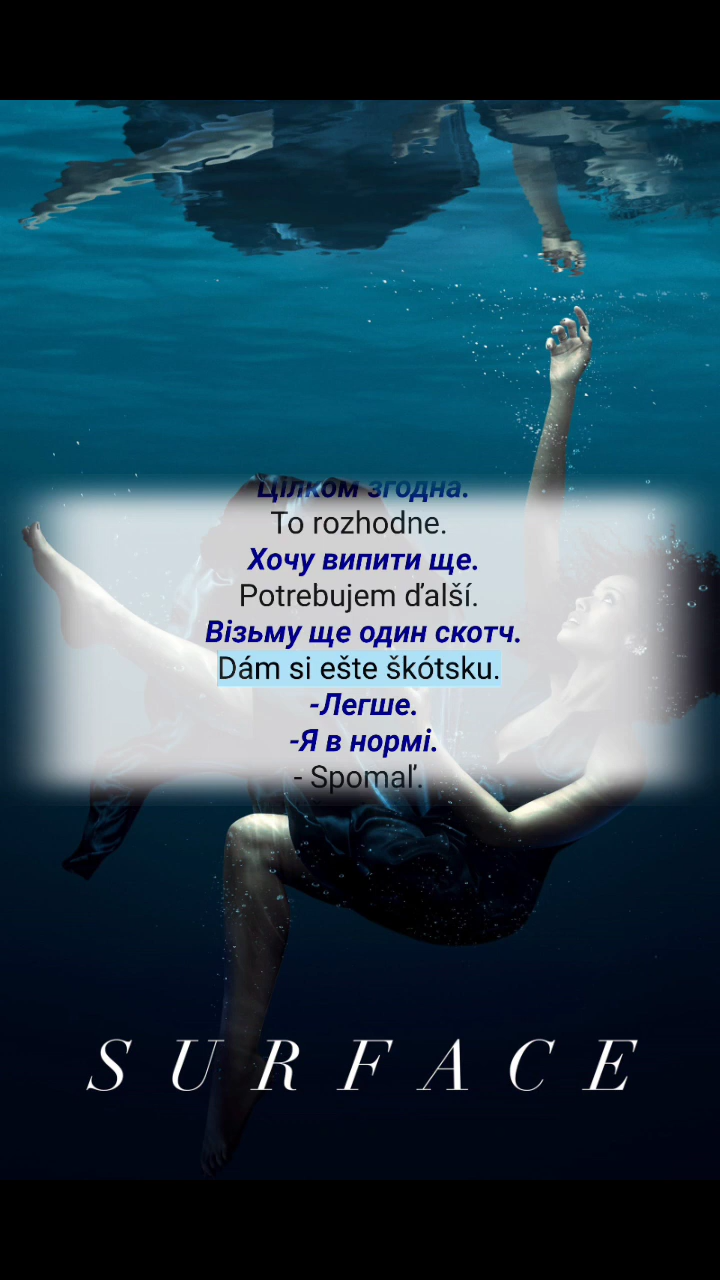 Цілком згодна.
To rozhodne.
Хочу випити ще.
Potrebujem ďalší.
Візьму ще один скотч.
Dám si ešte škótsku.
-Легше.
-Я в нормі.
- Spomaľ.
SURFACE